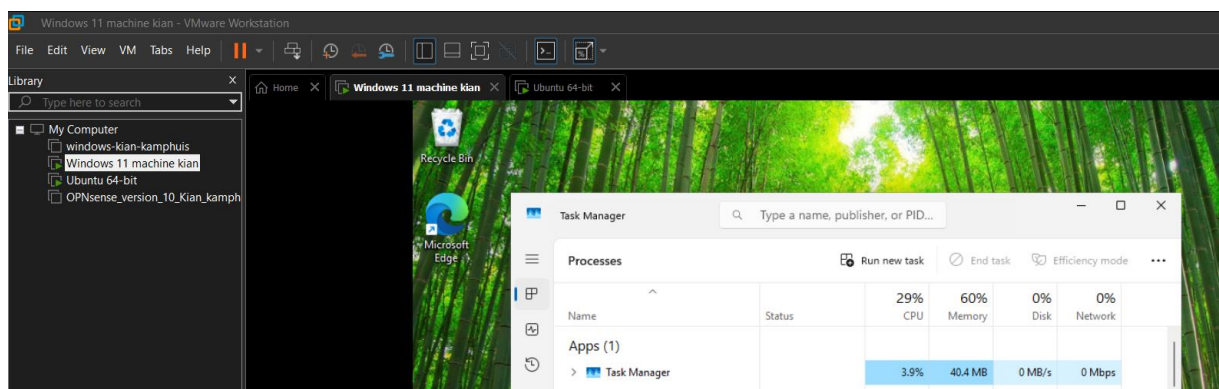 Windows 11 machine kian - VMware Workstation
File Edit View VM Tabs Help
Library X
Type here to search
My Computer
windows-kian-kamphuis
Windows 11 machine kian
Ubuntu 64-bit
OPNsense_version_10_Kian_kamph
Home Windows 11 machine kian Ubuntu 64-bit
Recycle Bin
Microsoft
Edge
Task Manager Type a name, publisher, or PID...
Processes Run new task End task Efficiency mode
29% 60% 0% 0%
Name Status CPU Memory Disk Network
Apps (1)
Task Manager 3.9% 40.4 MB 0 MB/s 0 Mbps